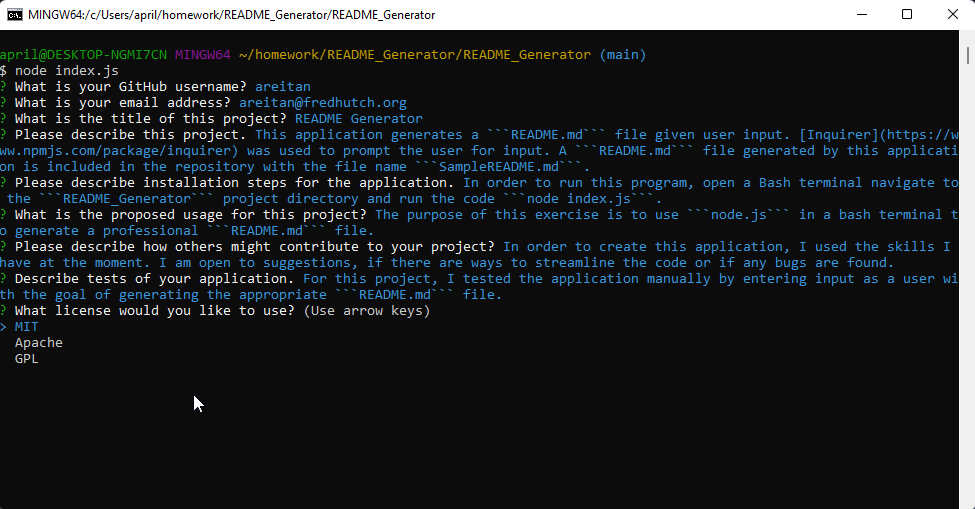 MINGW64:/c/Users/april/homework/README_Generator/README_Generator
april@DESKTOP-NGMI7CN MINGW64 ~/homework/README_Generator/README_Generator (main)
$ node index.js
? What is your GitHub username? areitan
? What is your email address? areitan@fredhutch.org
? What is the title of this project? README Generator
? Please describe this project. This application generates a ```README.md``` file given user input. [Inquirer](https://w
ww.npmjs.com/package/inquirer) was used to prompt the user for input. A ```README.md``` file generated by this applicati
on is included in the repository with the file name ```SampleREADME.md```.
? Please describe installation steps for the application. In order to run this program, open a Bash terminal navigate to
 the ```README_Generator``` project directory and run the code ```node index.js```.
? What is the proposed usage for this project? The purpose of this exercise is to use ```node.js``` in a bash terminal t
o generate a professional ```README.md``` file.
? Please describe how others might contribute to your project? In order to create this application, I used the skills I
have at the moment. I am open to suggestions, if there are ways to streamline the code or if any bugs are found.
? Describe tests of your application. For this project, I tested the application manually by entering input as a user wi
th the goal of generating the appropriate ```README.md``` file.
? What license would you like to use? (Use arrow keys)
> MIT
  Apache
  GPL